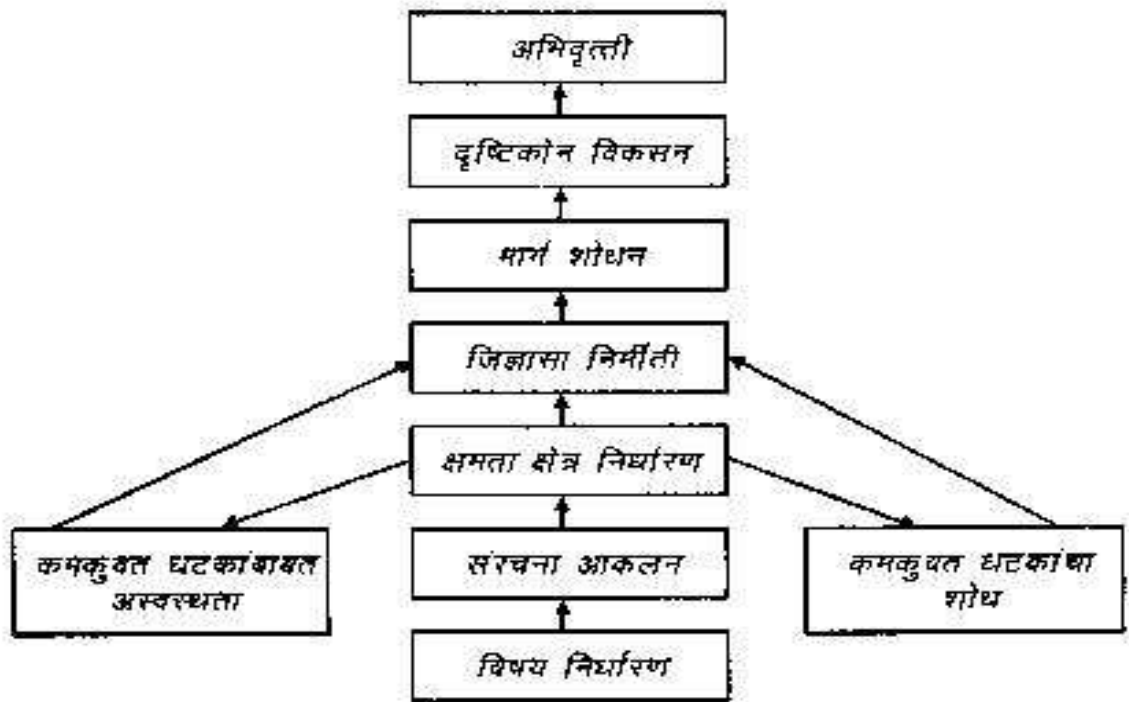 अभिवृत्ती
दृष्टिकोन विकसन
मार्ग शोधन
जिज्ञासा निर्मीती
क्षमता क्षेत्र निर्धारण
कमकुवत घटकांबाबत
अस्वस्थता
संरचना आकलन
कमकुवत घटकांचा
शोध
विषय निर्धारण